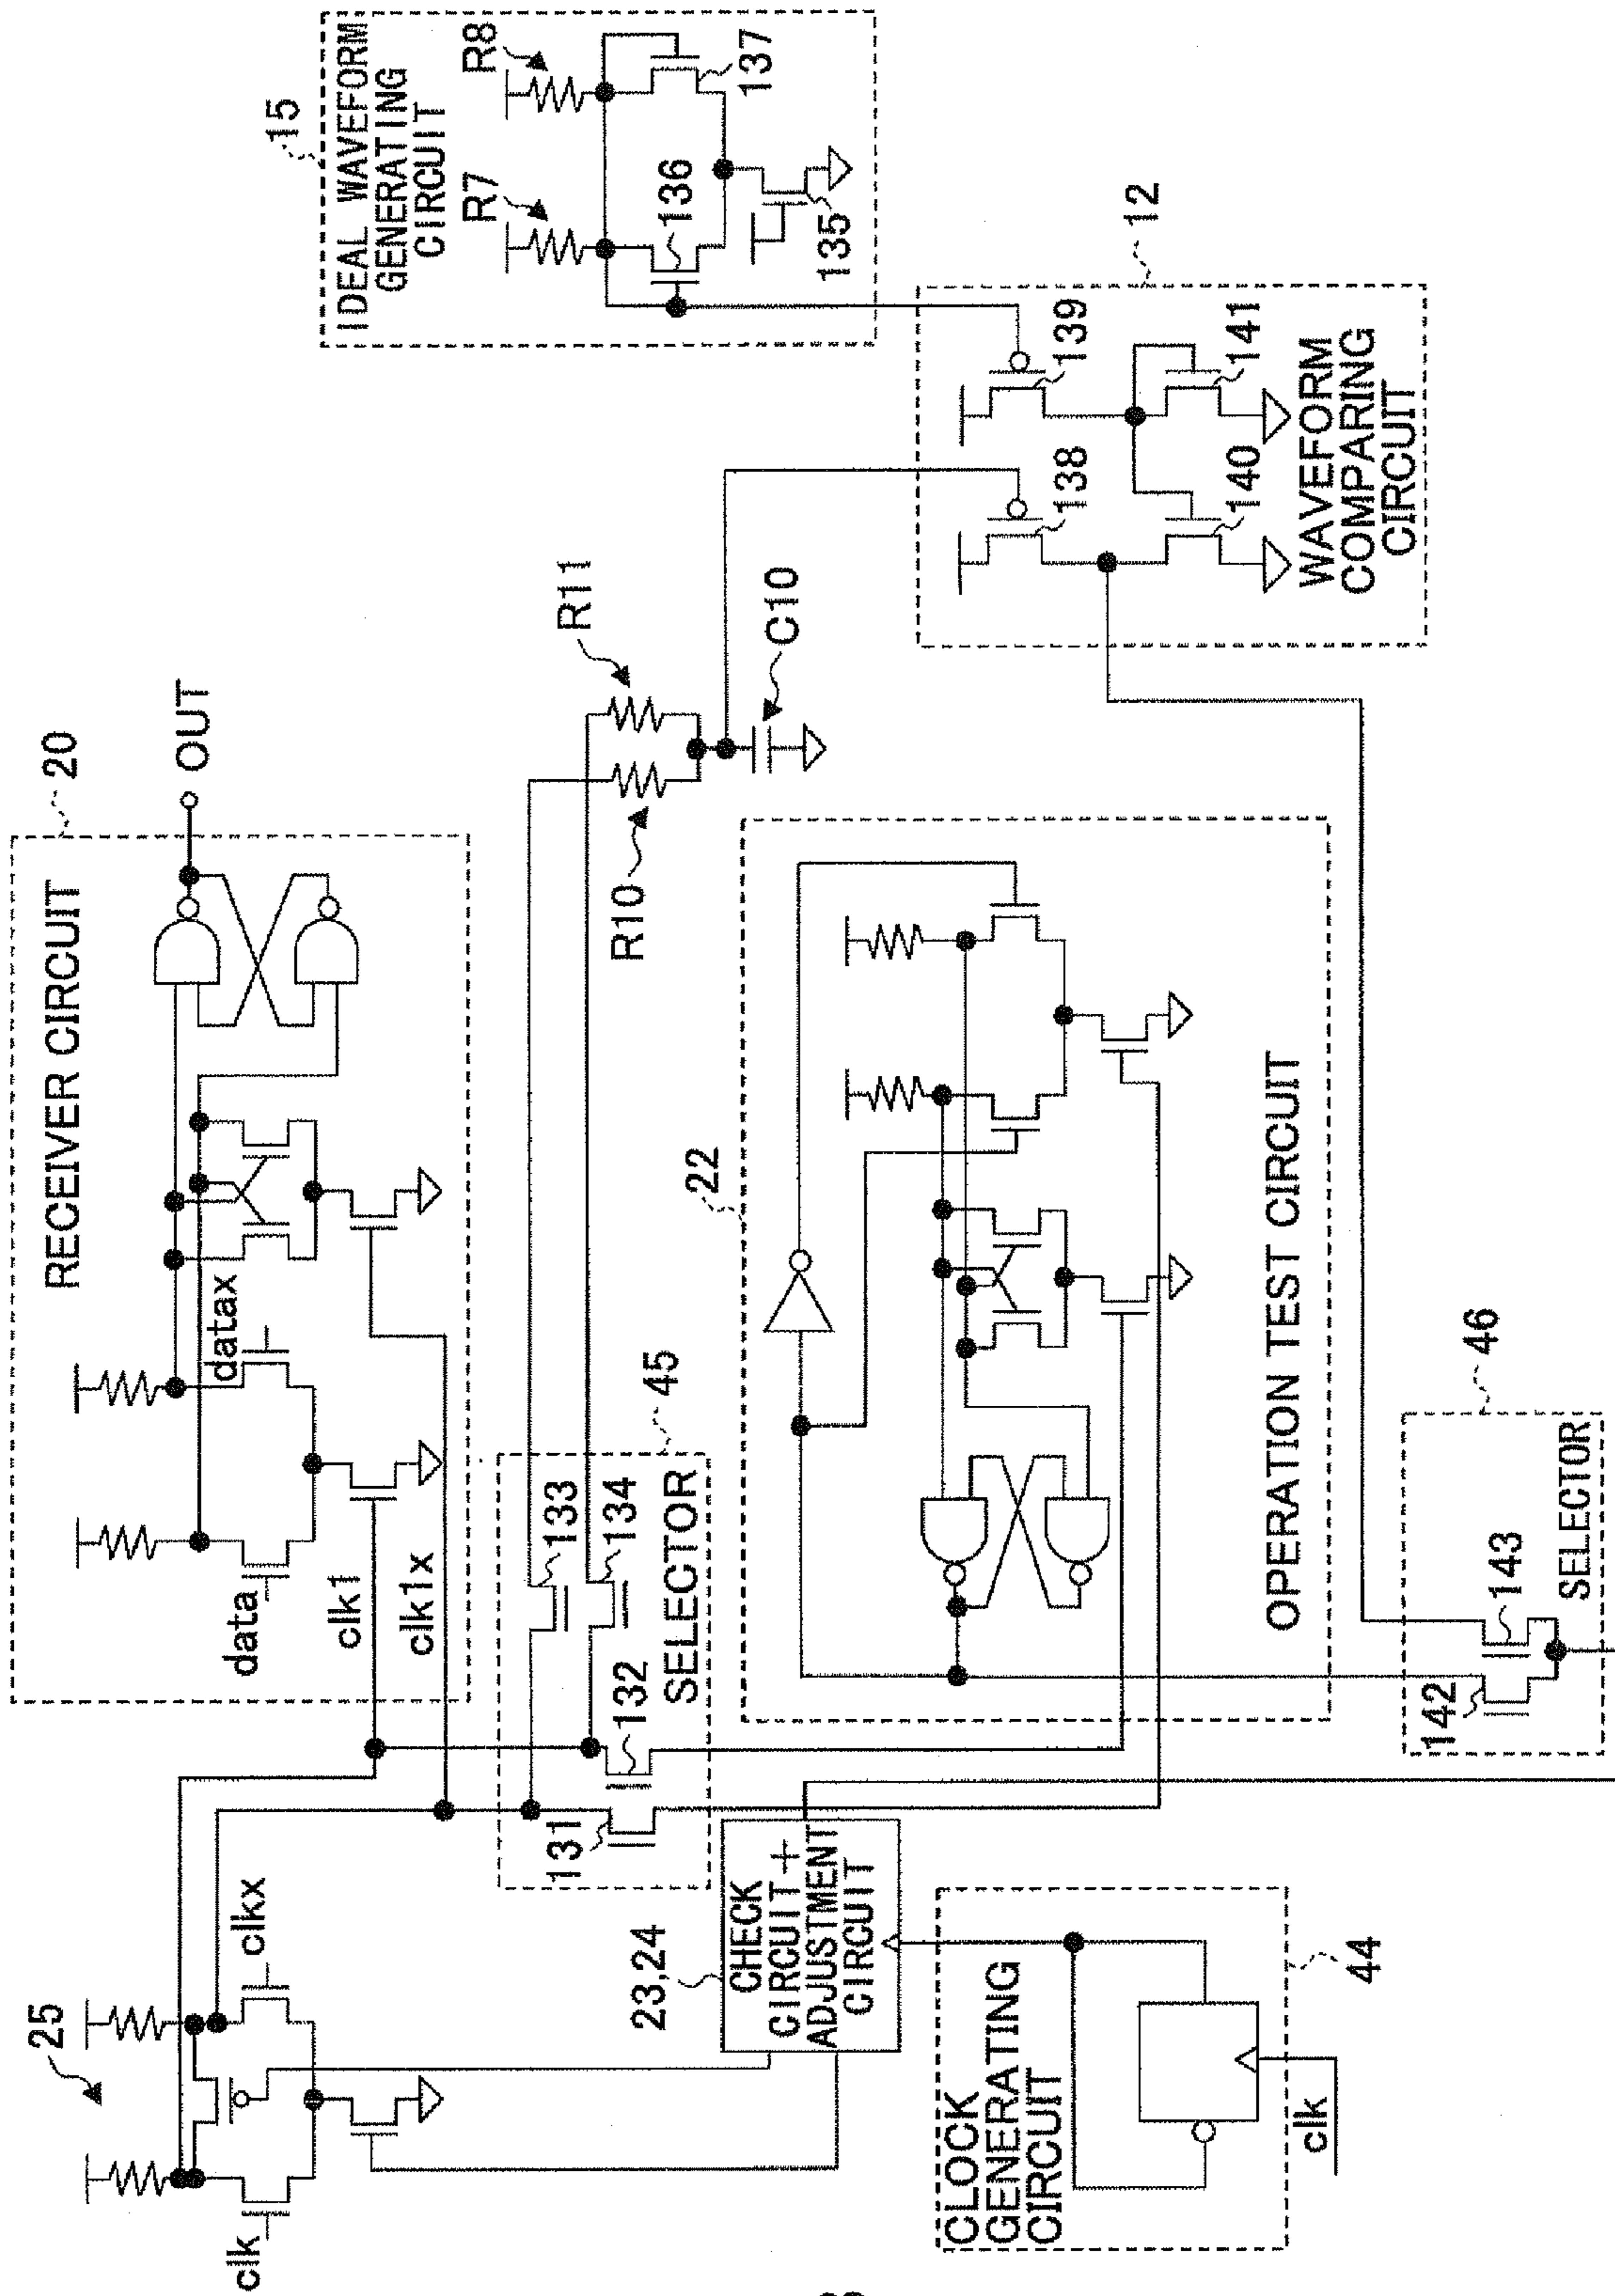 25
clk
clkx
RECEIVER CIRCUIT
20
data
datax
clk1
clk1x
OUT
15
IDEAL WAVEFORM
GENERATING
CIRCUIT
R7
R8
136
137
135
R11
R10
C10
133
134
45
131
132
SELECTOR
12
138
139
140
141
WAVEFORM
COMPARING
CIRCUIT
22
OPERATION TEST CIRCUIT
23,24
CHECK
CIRCUIT +
ADJUSTMENT
CIRCUIT
CLOCK
GENERATING
CIRCUIT
44
clk
46
142
143
SELECTOR